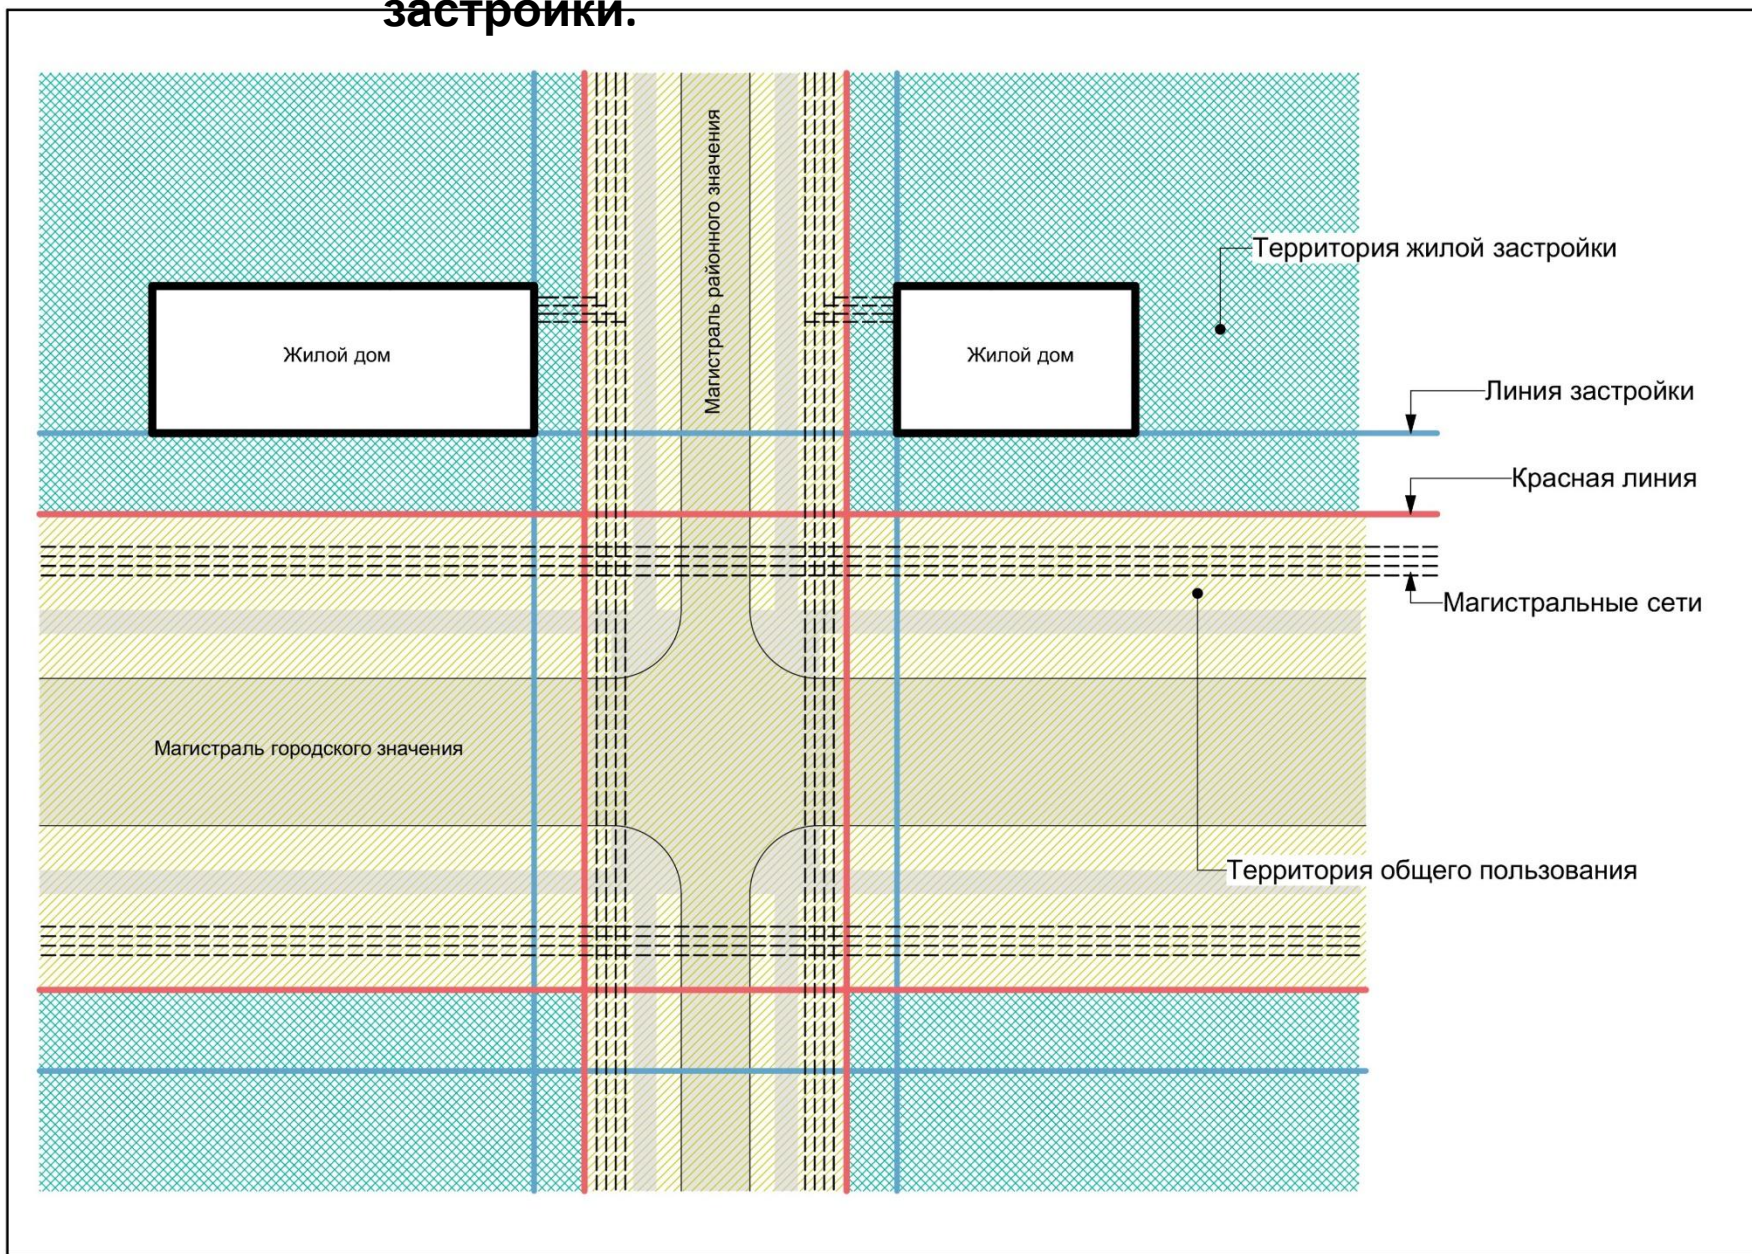 застройки.
Магистраль районного значения
Территория жилой застройки
Жилой дом
Жилой дом
Линия застройки
Красная линия
Магистральные сети
Магистраль городского значения
Территория общего пользования